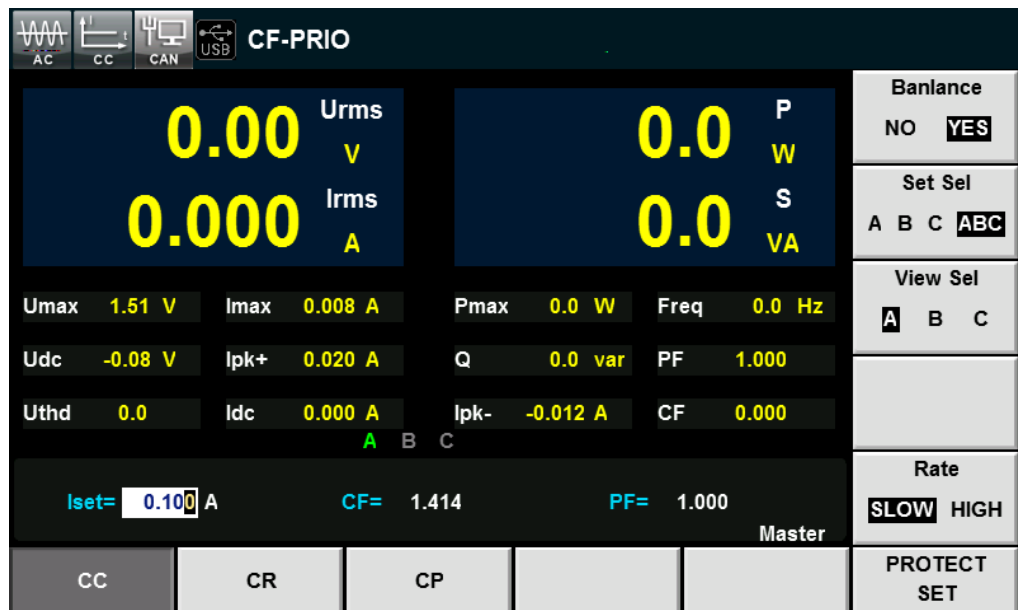 AC CC CAN USB CF-PRIO
0.00 Urms V
0.000 Irms A
0.0 P W
0.0 S VA
Umax 1.51 V Imax 0.008 A Pmax 0.0 W Freq 0.0 Hz
Udc -0.08 V Ipk+ 0.020 A Q 0.0 var PF 1.000
Uthd 0.0 Idc 0.000 A Ipk- -0.012 A CF 0.000
A B C
Iset= 0.100 A CF= 1.414 PF= 1.000
Master
CC CR CP
Banlance
NO YES
Set Sel
A B C ABC
View Sel
A B C
Rate
SLOW HIGH
PROTECT
SET